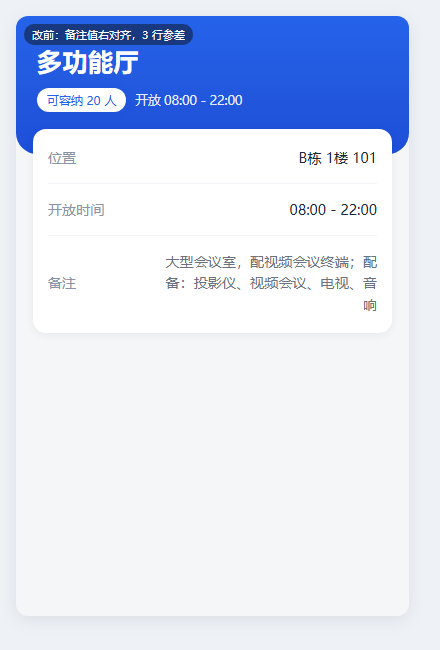 改前：备注值右对齐，3 行参差
多功能厅
可容纳 20 人
开放 08:00 - 22:00
位置
B栋 1楼 101
开放时间
08:00 - 22:00
备注
大型会议室，配视频会议终端；配
备：投影仪、视频会议、电视、音
响